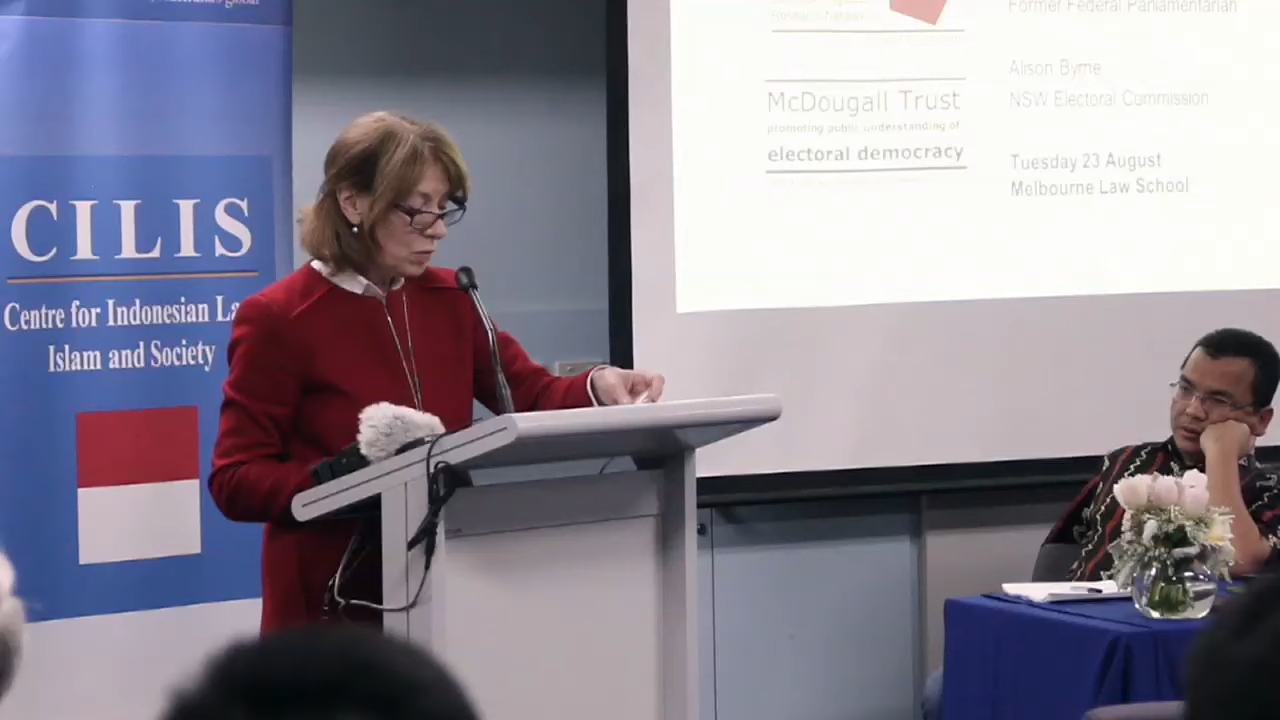 CILIS
Centre for Indonesian La
Islam and Society
Former Federal Parliamentarian
Alison Byrne
NSW Electoral Commission
McDougall Trust
promoting public understanding of
electoral democracy
Tuesday 23 August
Melbourne Law School